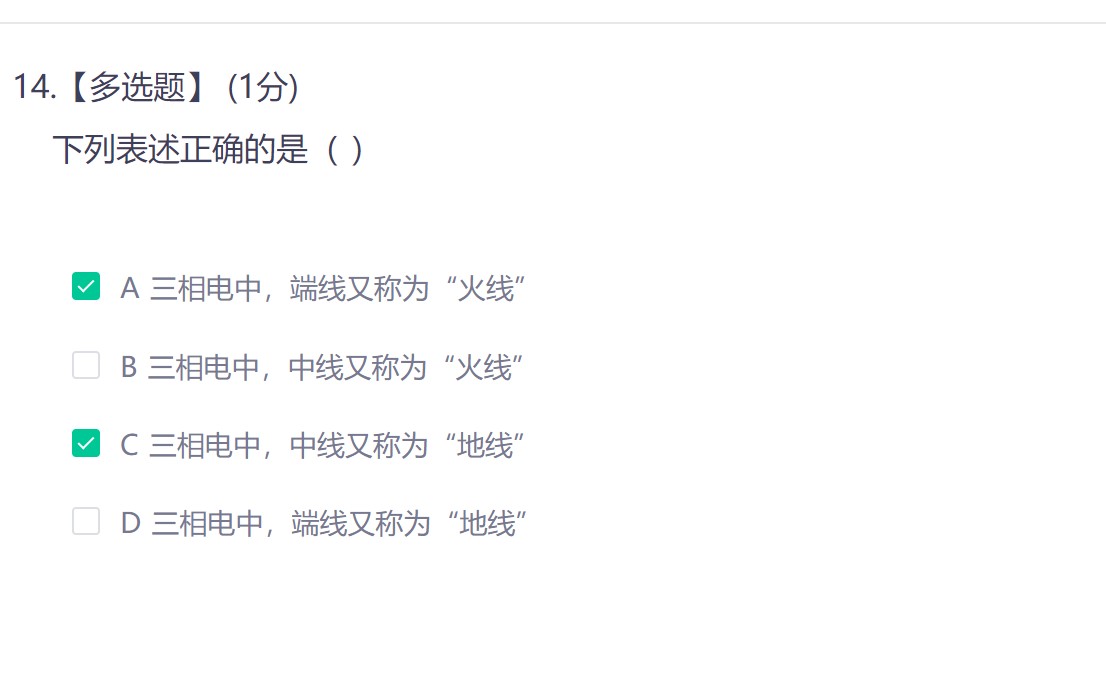 14.【多选题】 (1分)
下列表述正确的是（ ）
A 三相电中，端线又称为“火线”
B 三相电中，中线又称为“火线”
C 三相电中，中线又称为“地线”
D 三相电中，端线又称为“地线”